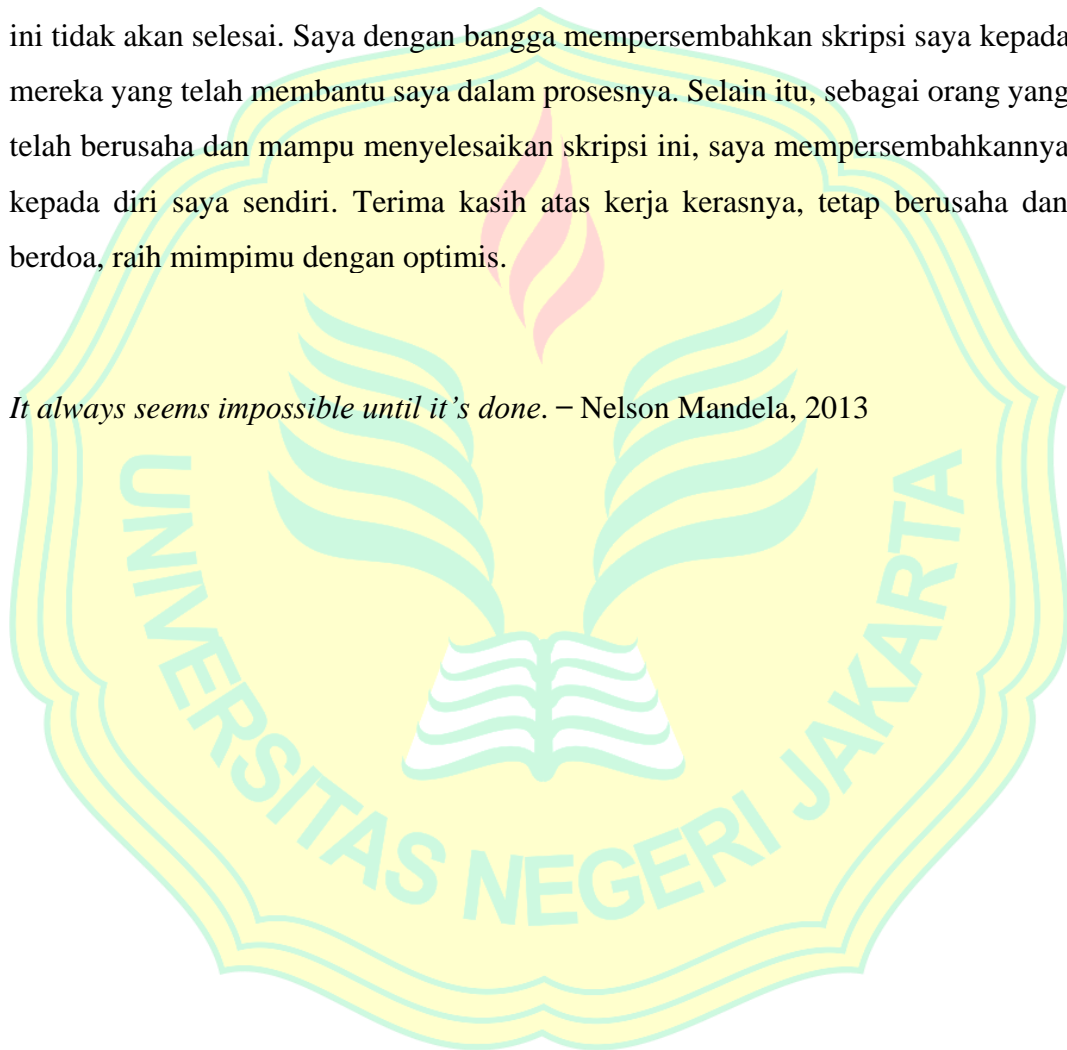 ini tidak akan selesai. Saya dengan bangga mempersembahkan skripsi saya kepada
mereka yang telah membantu saya dalam prosesnya. Selain itu, sebagai orang yang
telah berusaha dan mampu menyelesaikan skripsi ini, saya mempersembahkannya
kepada diri saya sendiri. Terima kasih atas kerja kerasnya, tetap berusaha dan
berdoa, raih mimpimu dengan optimis.
It always seems impossible until it’s done. – Nelson Mandela, 2013
UNIVERSITAS NEGERI JAKARTA